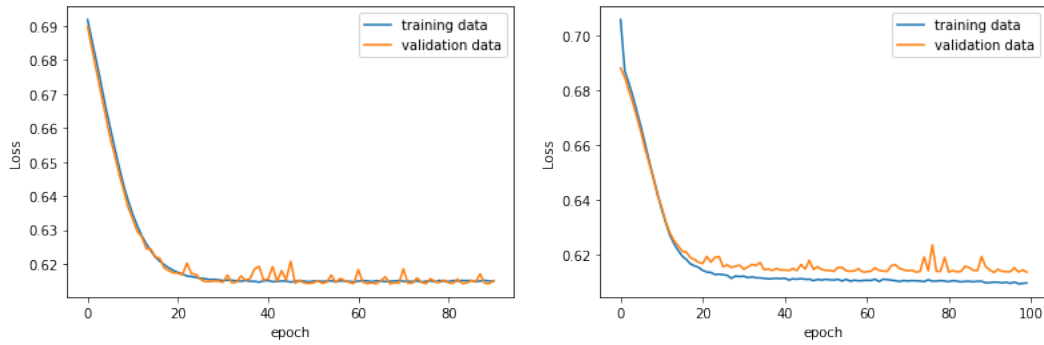 0.69
0.68
0.67
0.66
0.65
0.64
0.63
0.62
Loss
0 20 40 60 80
epoch
training data
validation data
0.70
0.68
0.66
0.64
0.62
Loss
0 20 40 60 80 100
epoch
training data
validation data